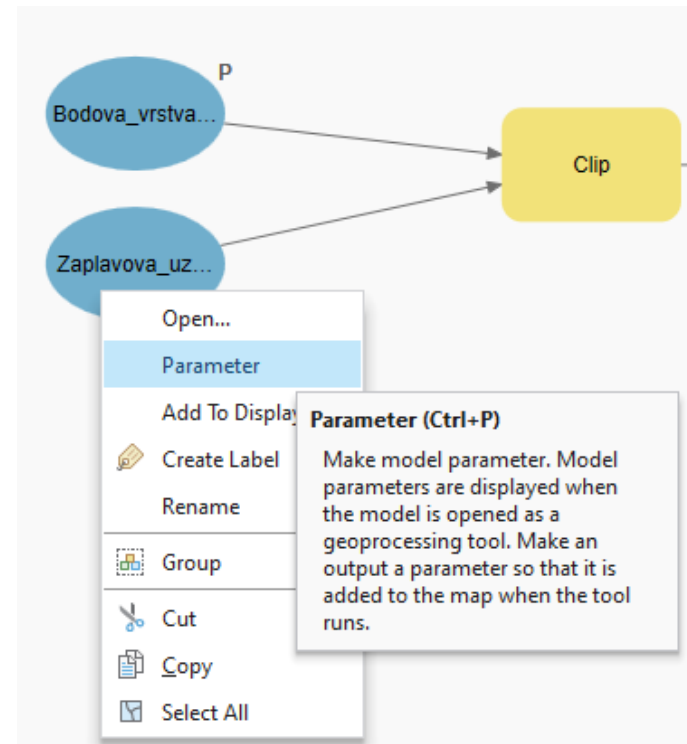 P
Bodova_vrstva...
Clip
Zaplavova_uz...
Open...
Parameter
Add To Display
Create Label
Rename
Group
Cut
Copy
Select All
Parameter (Ctrl+P)
Make model parameter. Model
parameters are displayed when
the model is opened as a
geoprocessing tool. Make an
output a parameter so that it is
added to the map when the tool
runs.